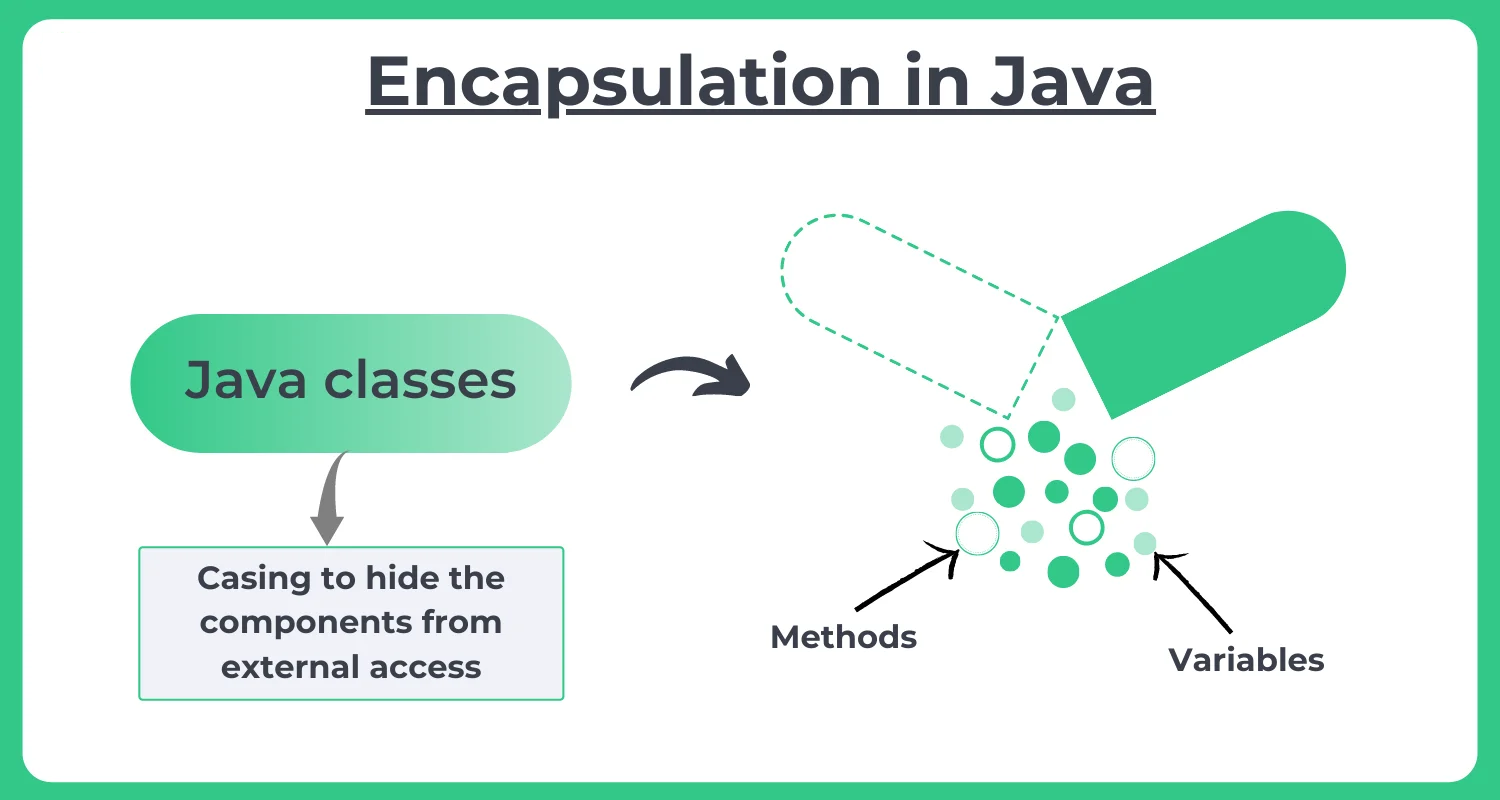 Encapsulation in Java
Java classes
Casing to hide the
components from
external access
Methods
Variables